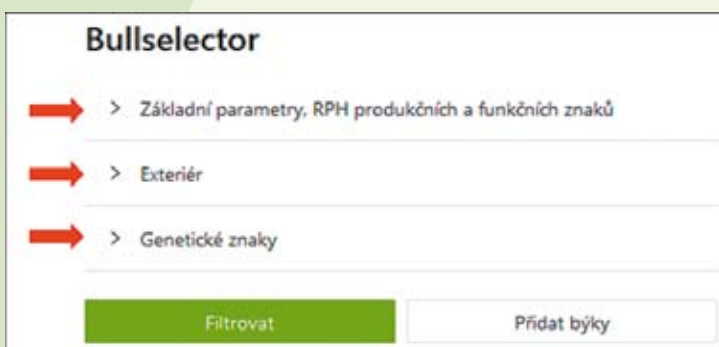 Bullselector
Základní parametry, RPH produkčních a funkčních znaků
Exteriér
Genetické znaky
Filtrovat
Přidat býky